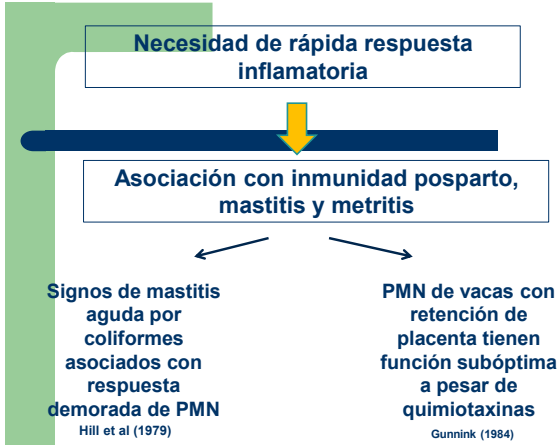 Necesidad de rápida respuesta
inflamatoria
Asociación con inmunidad posparto,
mastitis y metritis
Signos de mastitis
aguda por
coliformes
asociados con
respuesta
demorada de PMN
Hill et al (1979)
PMN de vacas con
retención de
placenta tienen
función subóptima
a pesar de
quimiotaxinas
Gunnink (1984)